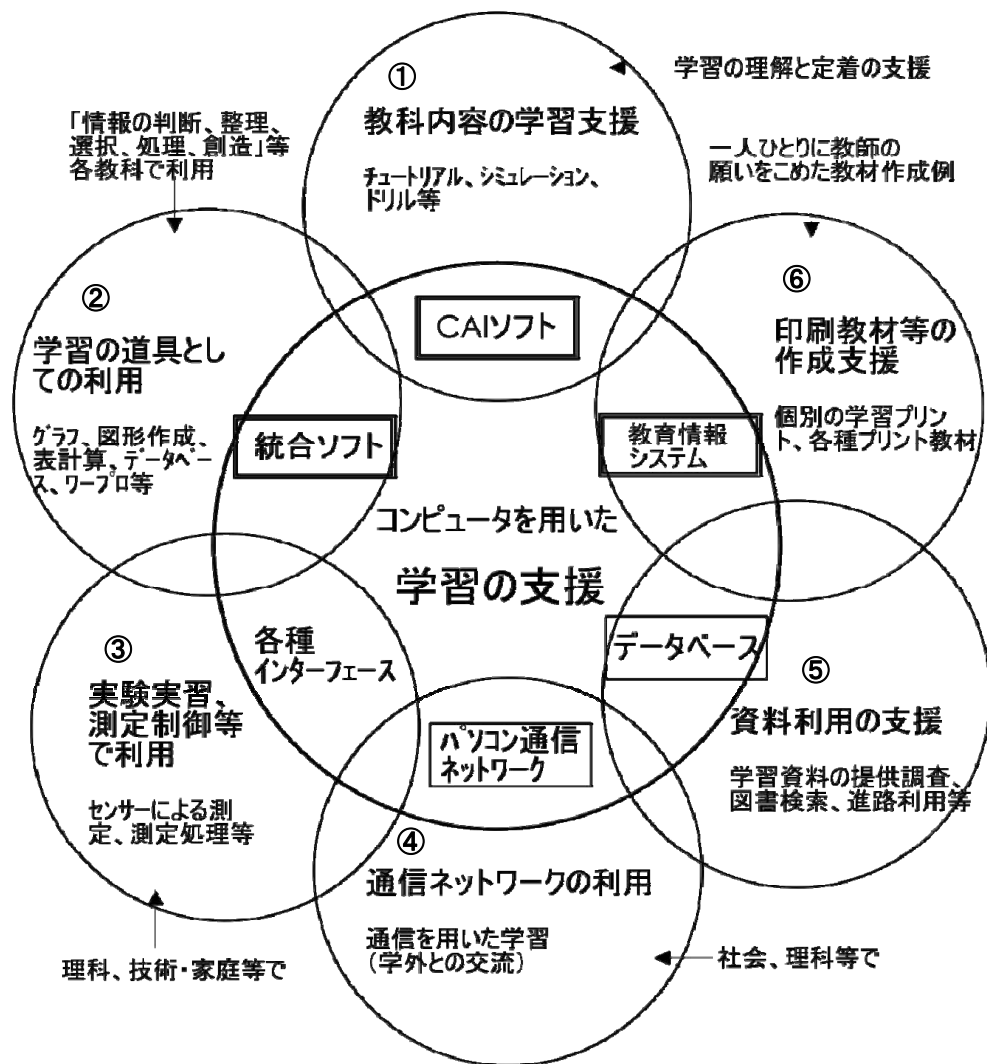 ①
教科内容の学習支援
チュートリアル、シミュレーション、
ドリル等
学習の理解と定着の支援
「情報の判断、整理、
選択、処理、創造」等
各教科で利用
一人ひとりに教師の
願いをこめた教材作成例
②
学習の道具とし
ての利用
グラフ、図形作成、
表計算、データベー
ス、ワープロ等
CAIソフト
⑥
印刷教材等の
作成支援
個別の学習プリン
ト、各種プリント教材
統合ソフト
教育情報
システム
コンピュータを用いた
学習の支援
③
実験実習、
測定制御等
で利用
センサーによる測
定、測定処理等
各種
インターフェース
データベース
⑤
資料利用の支援
学習資料の提供調査、
図書検索、進路利用等
パソコン通信
ネットワーク
④
通信ネットワークの利用
通信を用いた学習
(学外との交流)
理科、技術・家庭等で
社会、理科等で